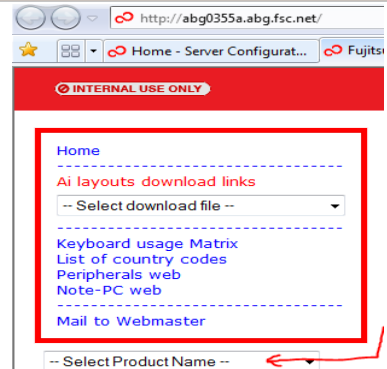 http://abg0355a.abg.fsc.net/
Home - Server Configurat...
Fujits
INTERNAL USE ONLY
Home
Ai layouts download links
-- Select download file --
Keyboard usage Matrix
List of country codes
Peripherals web
Note-PC web
Mail to Webmaster
-- Select Product Name --